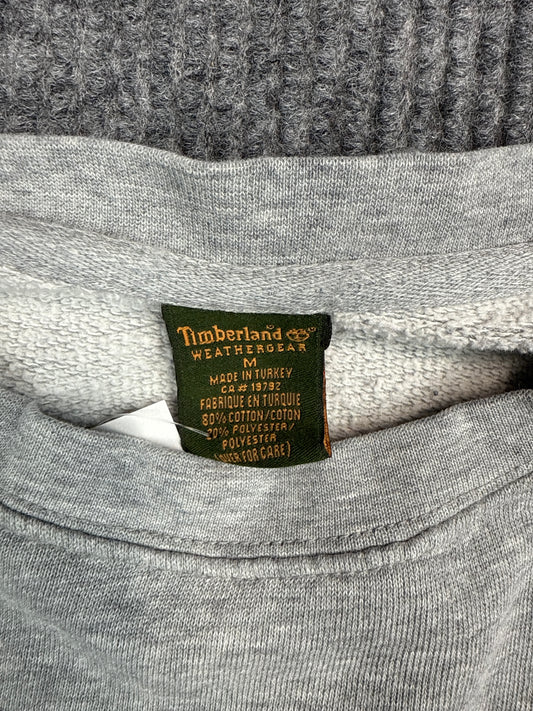 Timberland
WEATHERGEAR
M
MADE IN TURKEY
CA # 19792
FABRIQUE EN TURQUIE
80% COTTON/COTON
20% POLYESTER/
POLYESTER
(OVER FOR CARE)